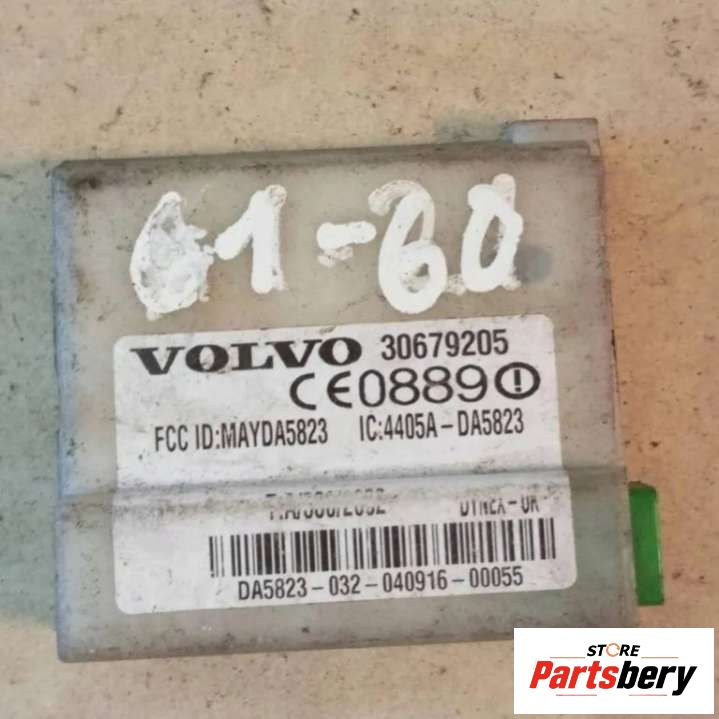 61-60
VOLVO 30679205
CE0889
FCC ID:MAYDA5823 IC:4405A-DA5823
DA5823-032-040916-00055
STORE
Partsbery